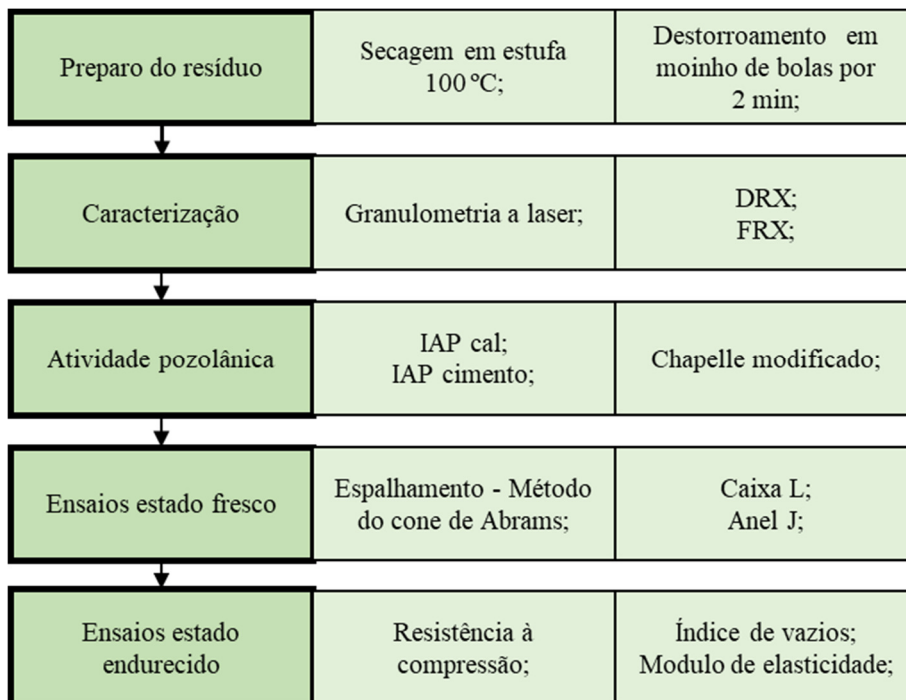 Preparo do resíduo
Secagem em estufa
100 ºC;
Destorroamento em
moinho de bolas por
2 min;
Caracterização
Granulometria a laser;
DRX;
FRX;
Atividade pozolânica
IAP cal;
IAP cimento;
Chapelle modificado;
Ensaios estado fresco
Espalhamento - Método
do cone de Abrams;
Caixa L;
Anel J;
Ensaios estado
endurecido
Resistência à
compressão;
Índice de vazios;
Modulo de elasticidade;